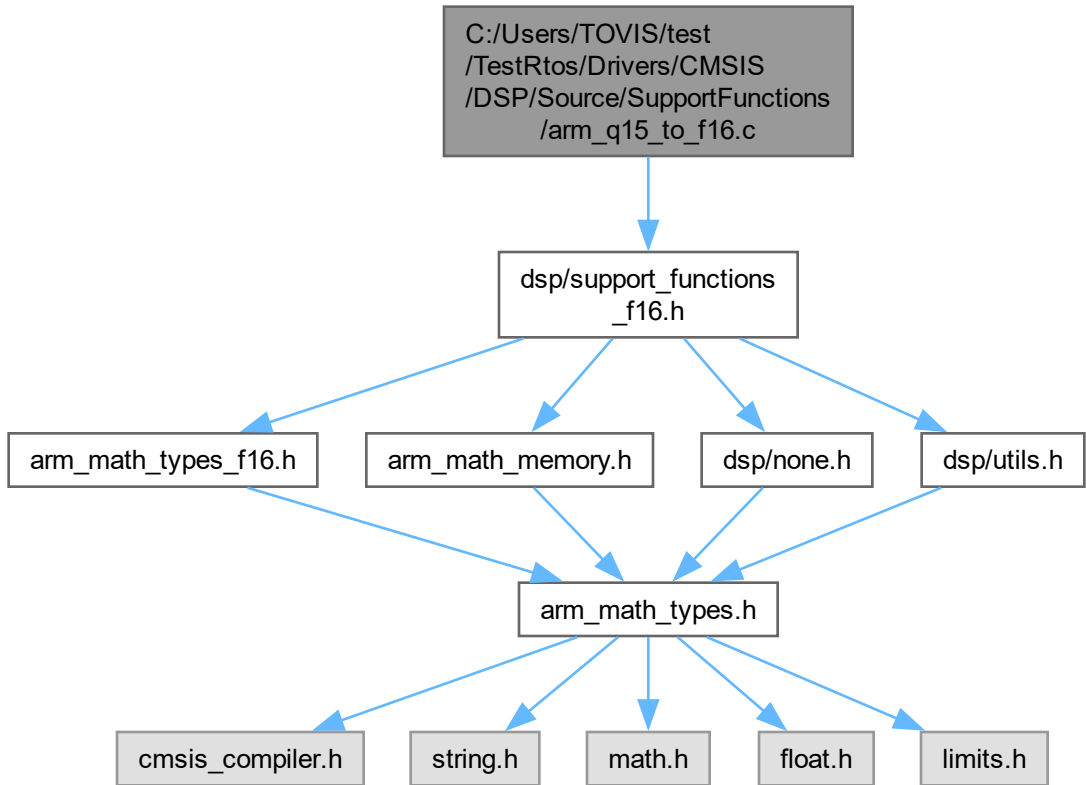 C:/Users/TOVIS/test
/TestRtos/Drivers/CMSIS
/DSP/Source/SupportFunctions
/arm_q15_to_f16.c
dsp/support_functions
_f16.h
arm_math_types_f16.h
arm_math_memory.h
dsp/none.h
dsp/utils.h
arm_math_types.h
cmsis_compiler.h
string.h
math.h
float.h
limits.h